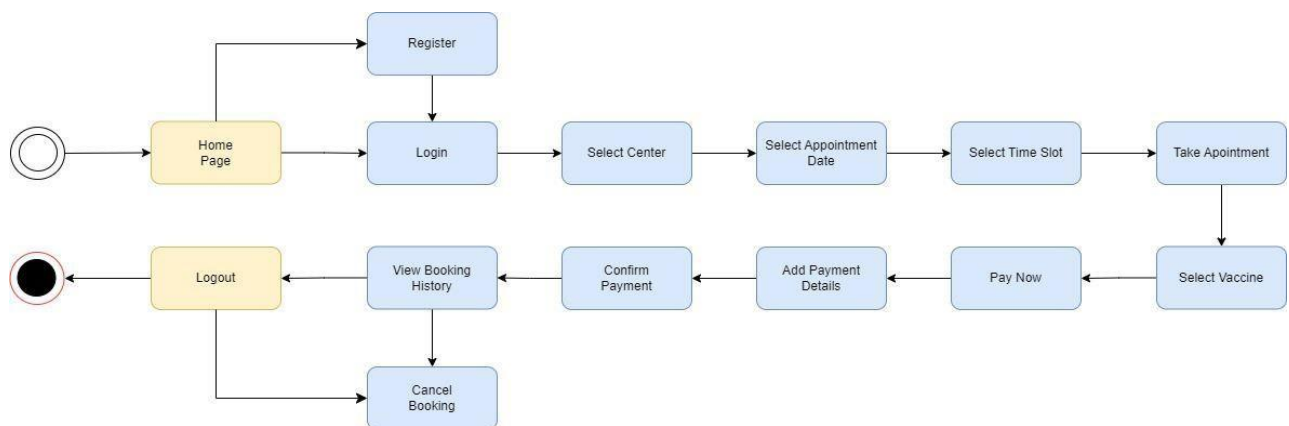 Register
Home
Page
Login
Select Center
Select Appointment
Date
Select Time Slot
Take Apointment
Logout
View Booking
History
Confirm
Payment
Add Payment
Details
Pay Now
Select Vaccine
Cancel
Booking